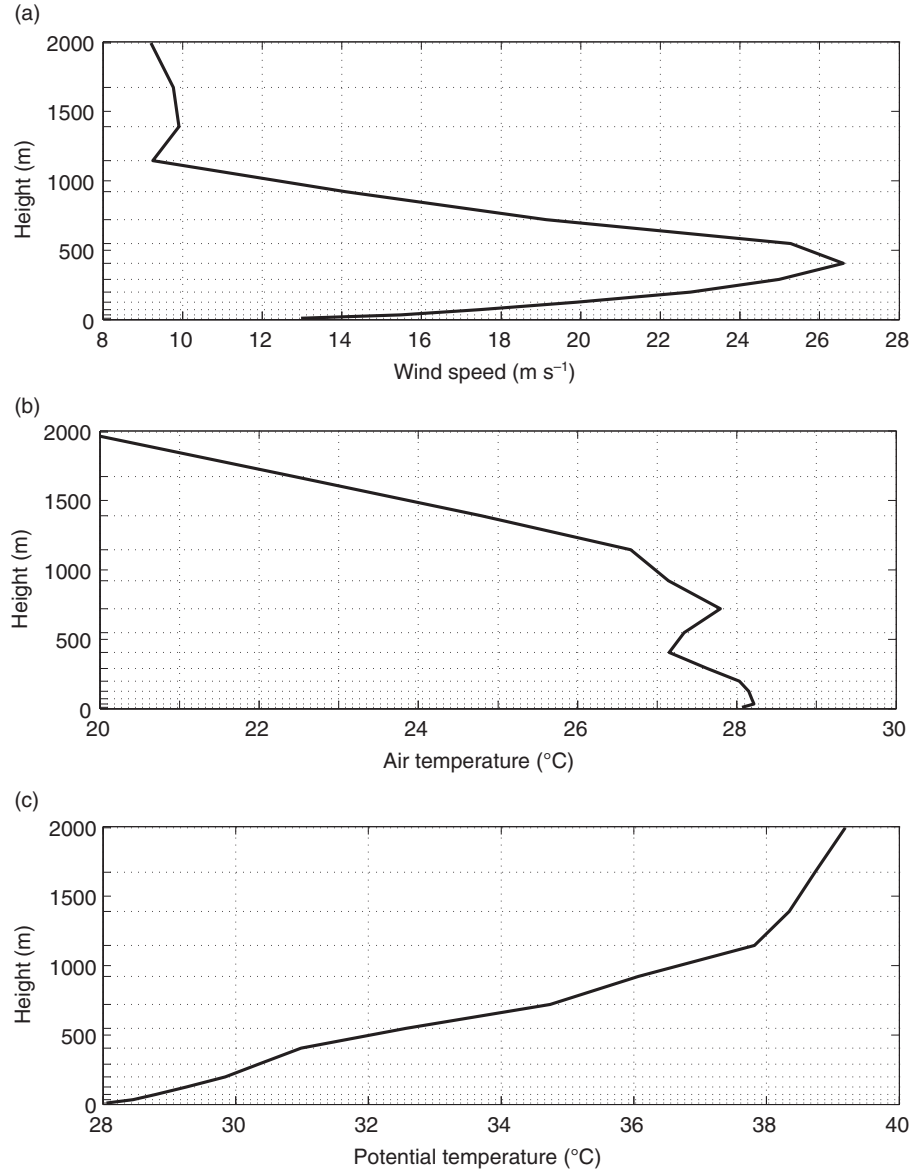 (a)
2000
1500
1000
500
0
Height (m)
8 10 12 14 16 18 20 22 24 26 28
Wind speed (m s⁻¹)
(b)
2000
1500
1000
500
0
Height (m)
20 22 24 26 28 30
Air temperature (°C)
(c)
2000
1500
1000
500
0
Height (m)
28 30 32 34 36 38 40
Potential temperature (°C)